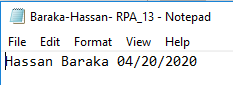 Baraka-Hassan- RPA_13 - Notepad
File Edit Format View Help
Hassan Baraka 04/20/2020